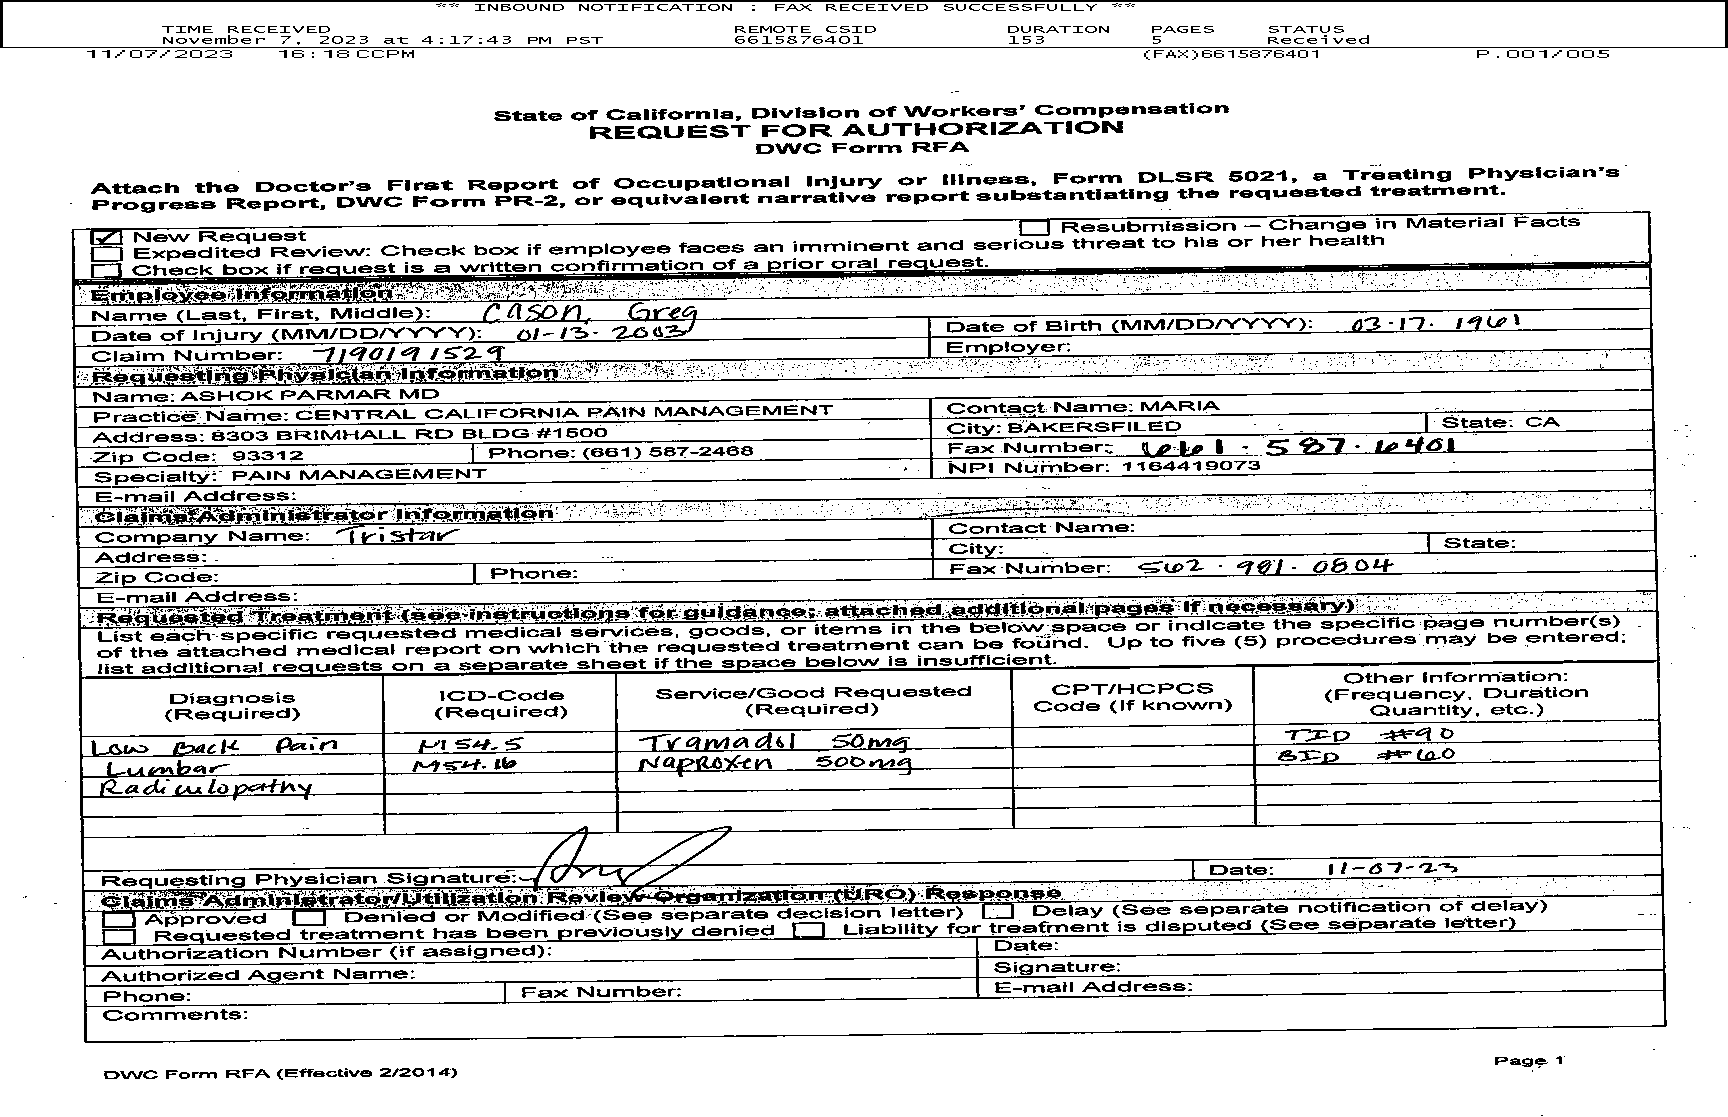 ** INBOUND NOTIFICATION : FAX RECEIVED SUCCESSFULLY **
TIME RECEIVED REMOTE CSID DURATION PAGES STATUS
November 7, 2023 at 4:17:43 PM PST 6615876401 153 5 Received
11/07/2023 16:18 CCPM (FAX)6615876401 P.001/005
State of California, Division of Workers' Compensation
REQUEST FOR AUTHORIZATION
DWC Form RFA
Attach the Doctor's First Report of Occupational Injury or Illness, Form DLSR 5021, a Treating Physician's
Progress Report, DWC Form PR-2, or equivalent narrative report substantiating the requested treatment.
New Request Resubmission – Change in Material Facts
Expedited Review: Check box if employee faces an imminent and serious threat to his or her health
Check box if request is a written confirmation of a prior oral request.
Employee Information
Name (Last, First, Middle): Cason, Greg
Date of Injury (MM/DD/YYYY): 01-13-2003 Date of Birth (MM/DD/YYYY): 03-17-1961
Claim Number: 7190191529 Employer:
Requesting Physician Information
Name: ASHOK PARMAR MD
Practice Name: CENTRAL CALIFORNIA PAIN MANAGEMENT Contact Name: MARIA
Address: 8303 BRIMHALL RD BLDG #1500 City: BAKERSFILED State: CA
Zip Code: 93312 Phone: (661) 587-2468 Fax Number: 661-587-6401
Specialty: PAIN MANAGEMENT NPI Number: 1164419073
E-mail Address:
Claims Administrator Information
Company Name: Tristar Contact Name:
Address: City: State:
Zip Code: Phone: Fax Number: 562-901-0804
E-mail Address:
Requested Treatment (see instructions for guidance; attached additional pages if necessary)
List each specific requested medical services, goods, or items in the below space or indicate the specific page number(s)
of the attached medical report on which the requested treatment can be found. Up to five (5) procedures may be entered;
list additional requests on a separate sheet if the space below is insufficient.
Diagnosis (Required) ICD-Code (Required) Service/Good Requested (Required) CPT/HCPCS Code (If known) Other Information: (Frequency, Duration Quantity, etc.)
Low Back Pain M54.5 Tramadol 50mg TID #90
Lumbar M54.16 Naproxen 500mg BID #60
Radiculopathy
Requesting Physician Signature: Date: 11-07-23
Claims Administrator/Utilization Review Organization (URO) Response
Approved Denied or Modified (See separate decision letter) Delay (See separate notification of delay)
Requested treatment has been previously denied Liability for treatment is disputed (See separate letter)
Authorization Number (if assigned): Date:
Authorized Agent Name: Signature:
Phone: Fax Number: E-mail Address:
Comments:
DWC Form RFA (Effective 2/2014) Page 1